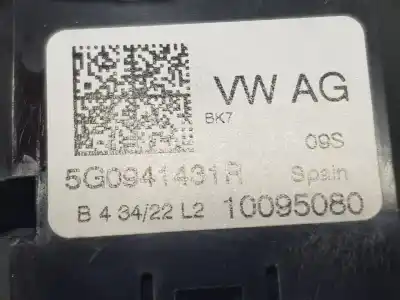 VW AG
BK7
09S
5G0941431R Spain
B 4 34/22 L2 10095080